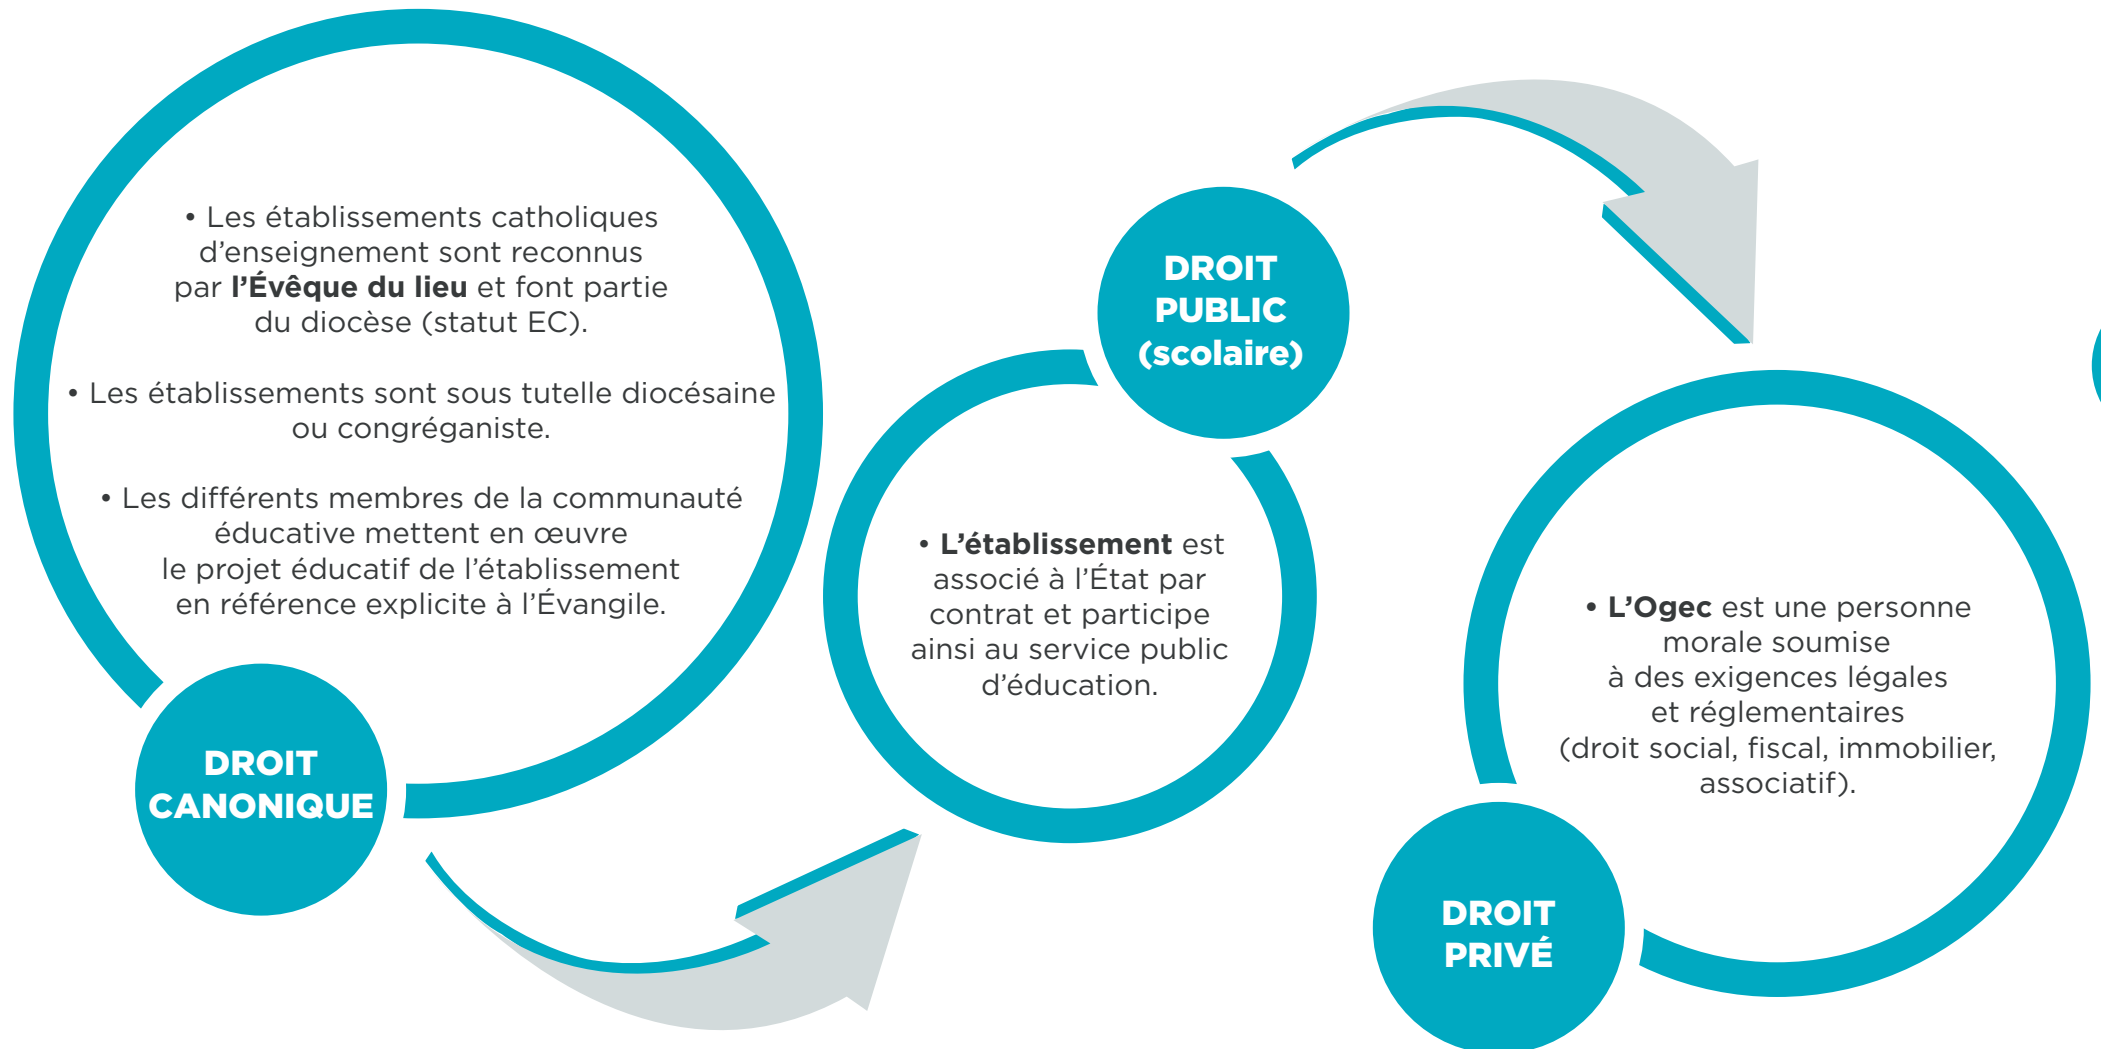 • Les établissements catholiques
d’enseignement sont reconnus
par l’Évêque du lieu et font partie
du diocèse (statut EC).
• Les établissements sont sous tutelle diocésaine
ou congréganiste.
• Les différents membres de la communauté
éducative mettent en œuvre
le projet éducatif de l’établissement
en référence explicite à l’Évangile.
DROIT
CANONIQUE
DROIT
PUBLIC
(scolaire)
• L’établissement est
associé à l’État par
contrat et participe
ainsi au service public
d’éducation.
• L’Ogec est une personne
morale soumise
à des exigences légales
et réglementaires
(droit social, fiscal, immobilier,
associatif).
DROIT
PRIVÉ